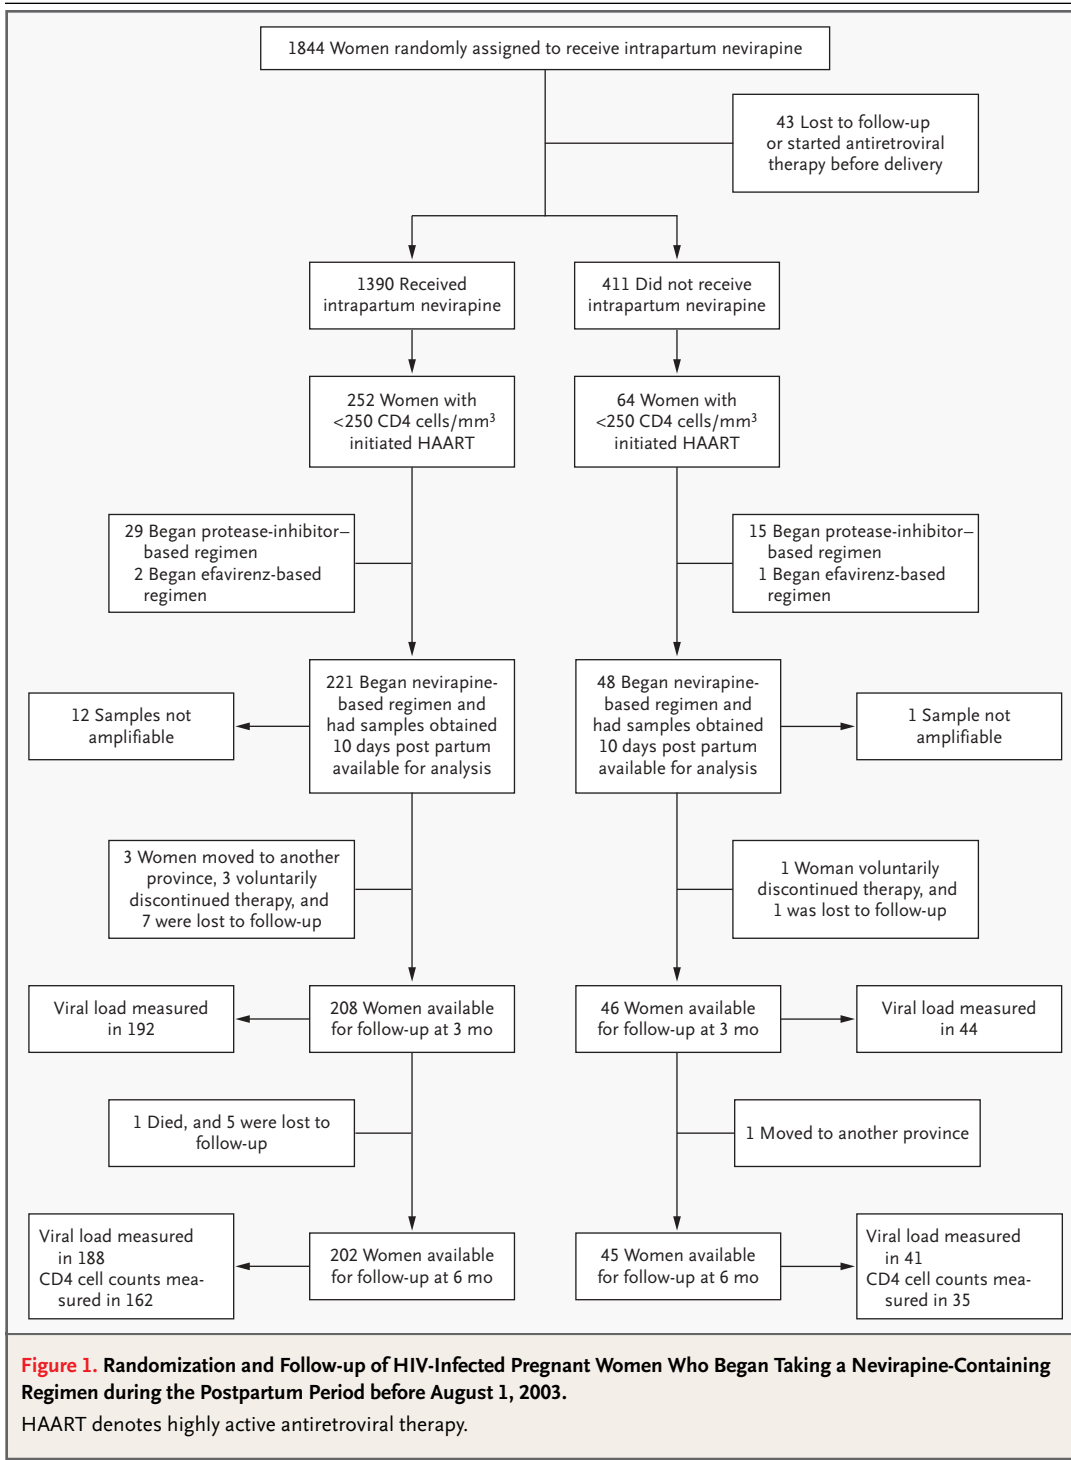 1844 Women randomly assigned to receive intrapartum nevirapine
43 Lost to follow-up
or started antiretroviral
therapy before delivery
1390 Received
intrapartum nevirapine
411 Did not receive
intrapartum nevirapine
252 Women with
<250 CD4 cells/mm³
initiated HAART
64 Women with
<250 CD4 cells/mm³
initiated HAART
29 Began protease-inhibitor–
based regimen
2 Began efavirenz-based
regimen
15 Began protease-inhibitor–
based regimen
1 Began efavirenz-based
regimen
12 Samples not
amplifiable
221 Began nevirapine-
based regimen and
had samples obtained
10 days post partum
available for analysis
48 Began nevirapine-
based regimen and
had samples obtained
10 days post partum
available for analysis
1 Sample not
amplifiable
3 Women moved to another
province, 3 voluntarily
discontinued therapy, and
7 were lost to follow-up
1 Woman voluntarily
discontinued therapy, and
1 was lost to follow-up
Viral load measured
in 192
208 Women available
for follow-up at 3 mo
46 Women available
for follow-up at 3 mo
Viral load measured
in 44
1 Died, and 5 were lost to
follow-up
1 Moved to another province
Viral load measured
in 188
CD4 cell counts mea-
sured in 162
202 Women available
for follow-up at 6 mo
45 Women available
for follow-up at 6 mo
Viral load measured
in 41
CD4 cell counts mea-
sured in 35
Figure 1. Randomization and Follow-up of HIV-Infected Pregnant Women Who Began Taking a Nevirapine-Containing
Regimen during the Postpartum Period before August 1, 2003.
HAART denotes highly active antiretroviral therapy.